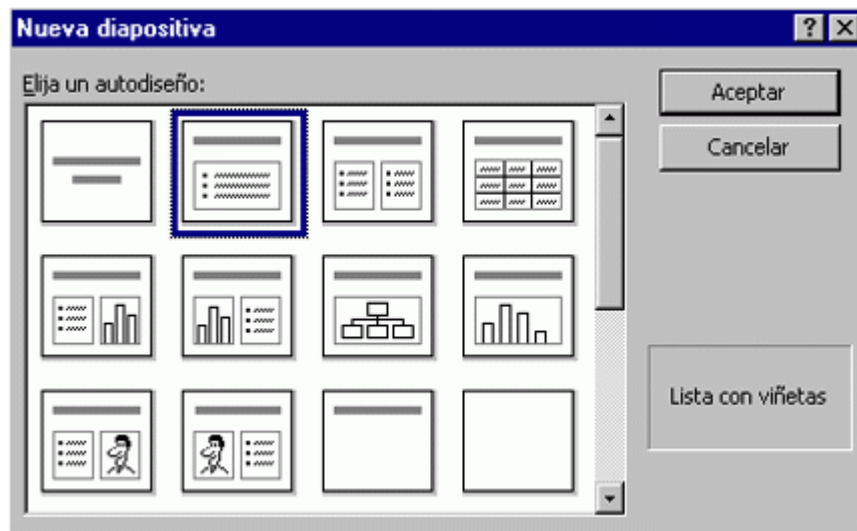 Nueva diapositiva
Elija un autodiseño:
Aceptar
Cancelar
Lista con viñetas